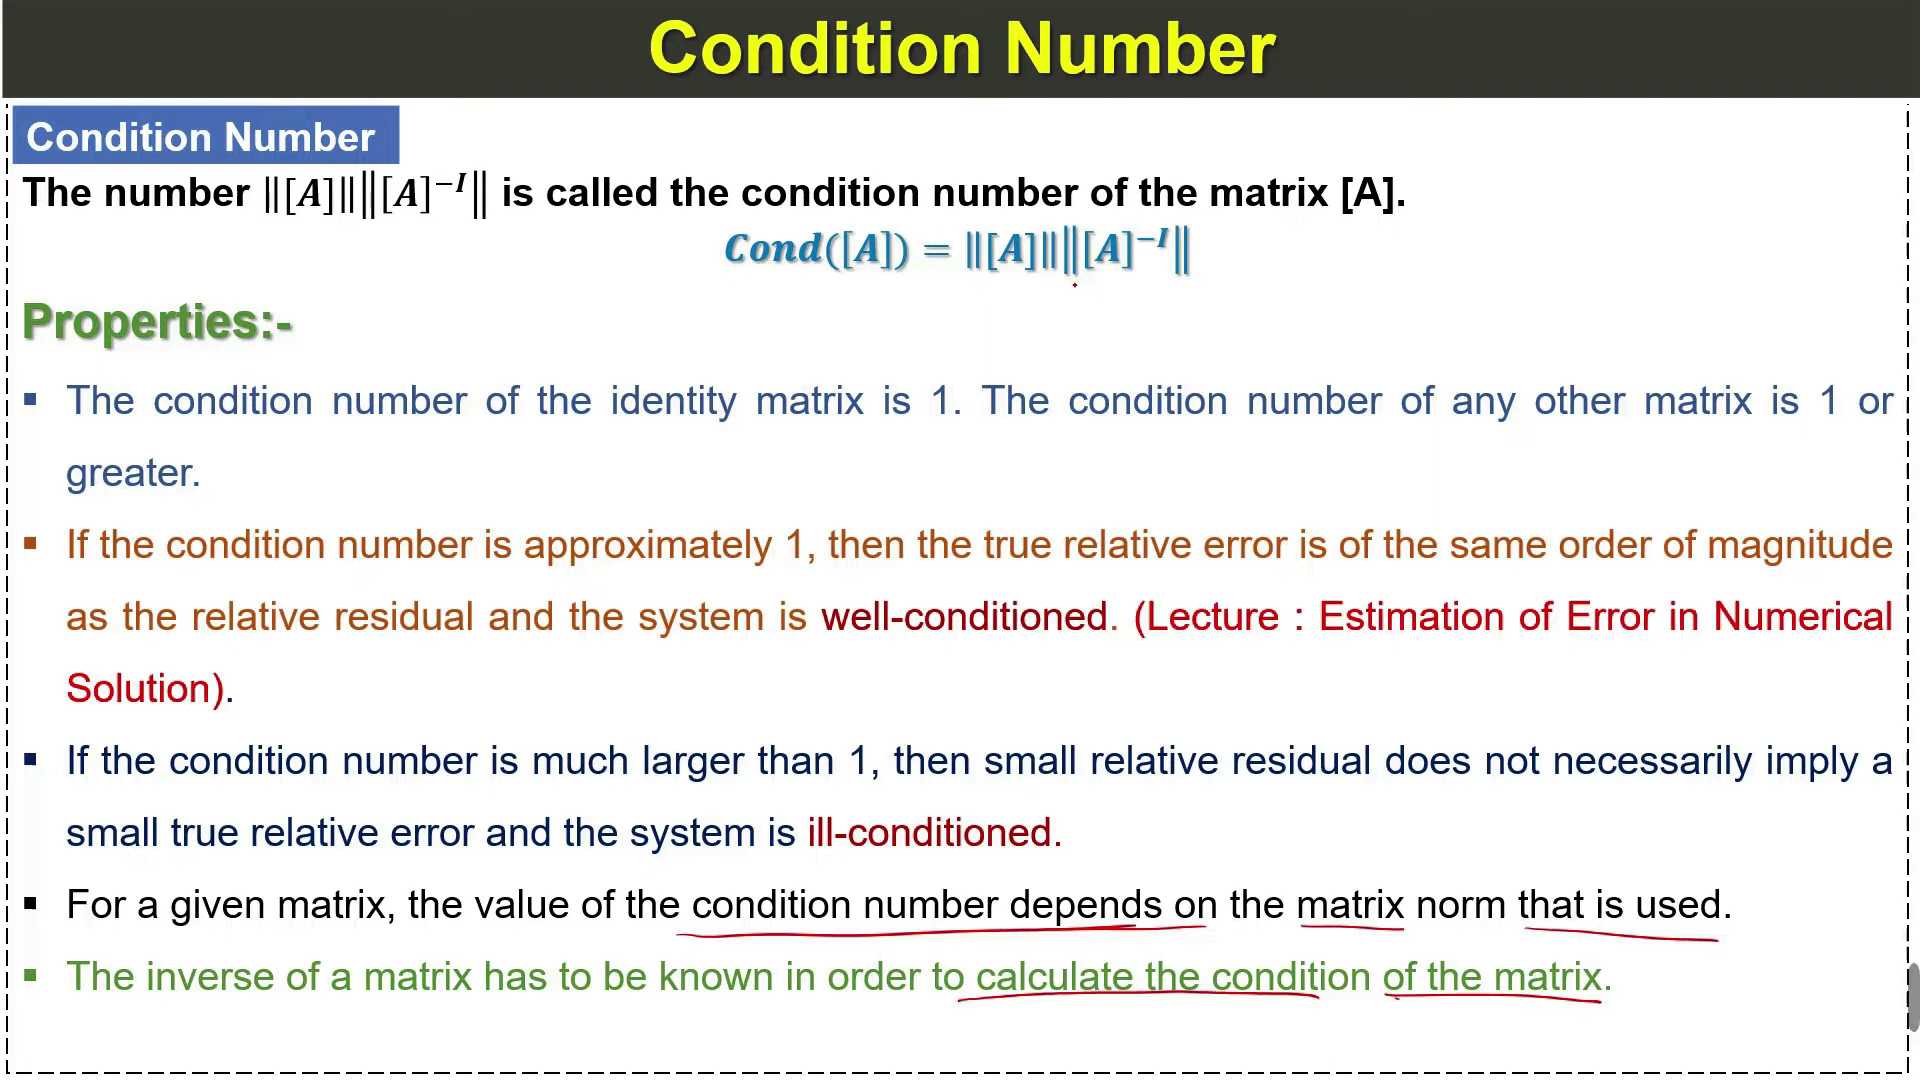 Condition Number
Condition Number
The number ‖[A]‖‖[A]⁻ᴵ‖ is called the condition number of the matrix [A].
Cond([A]) = ‖[A]‖‖[A]⁻ᴵ‖
Properties:-
▪ The condition number of the identity matrix is 1. The condition number of any other matrix is 1 or
greater.
▪ If the condition number is approximately 1, then the true relative error is of the same order of magnitude
as the relative residual and the system is well-conditioned. (Lecture : Estimation of Error in Numerical
Solution).
▪ If the condition number is much larger than 1, then small relative residual does not necessarily imply a
small true relative error and the system is ill-conditioned.
▪ For a given matrix, the value of the condition number depends on the matrix norm that is used.
▪ The inverse of a matrix has to be known in order to calculate the condition of the matrix.